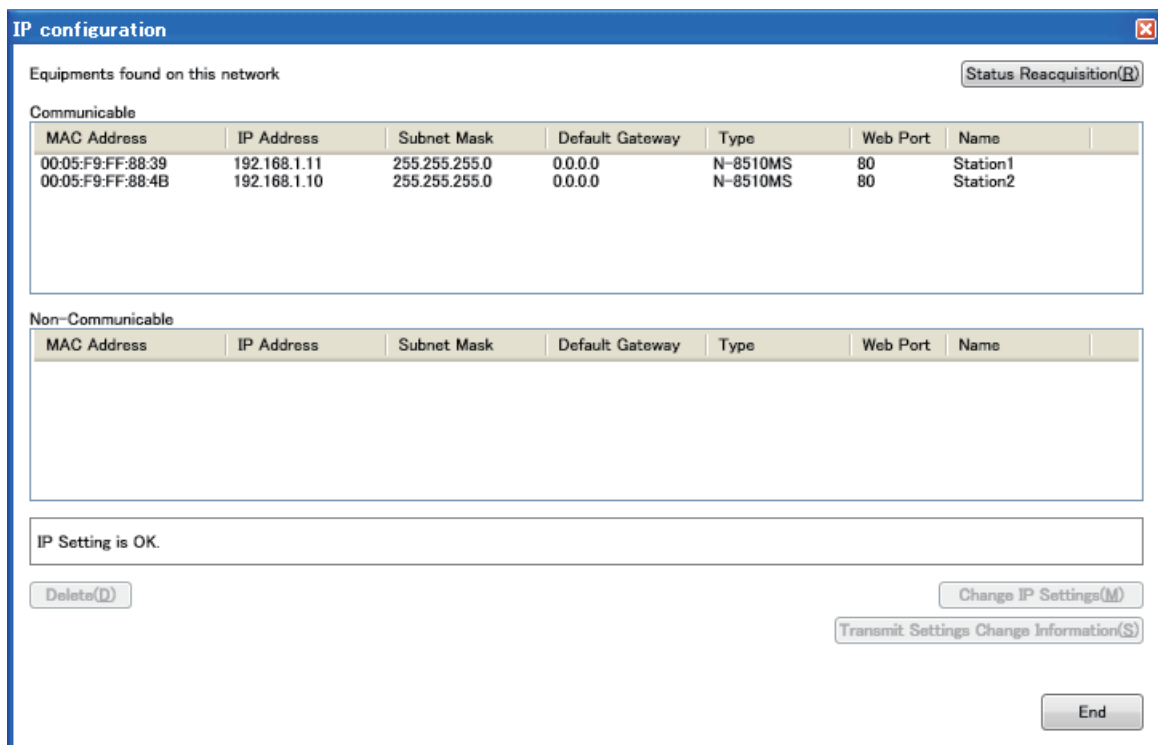 IP configuration
Equipments found on this network
Status Reacquisition(R)
Communicable
MAC Address IP Address Subnet Mask Default Gateway Type Web Port Name
00:05:F9:FF:88:39 192.168.1.11 255.255.255.0 0.0.0.0 N-8510MS 80 Station1
00:05:F9:FF:88:4B 192.168.1.10 255.255.255.0 0.0.0.0 N-8510MS 80 Station2
Non-Communicable
MAC Address IP Address Subnet Mask Default Gateway Type Web Port Name
IP Setting is OK.
Delete(D)
Change IP Settings(M)
Transmit Settings Change Information(S)
End